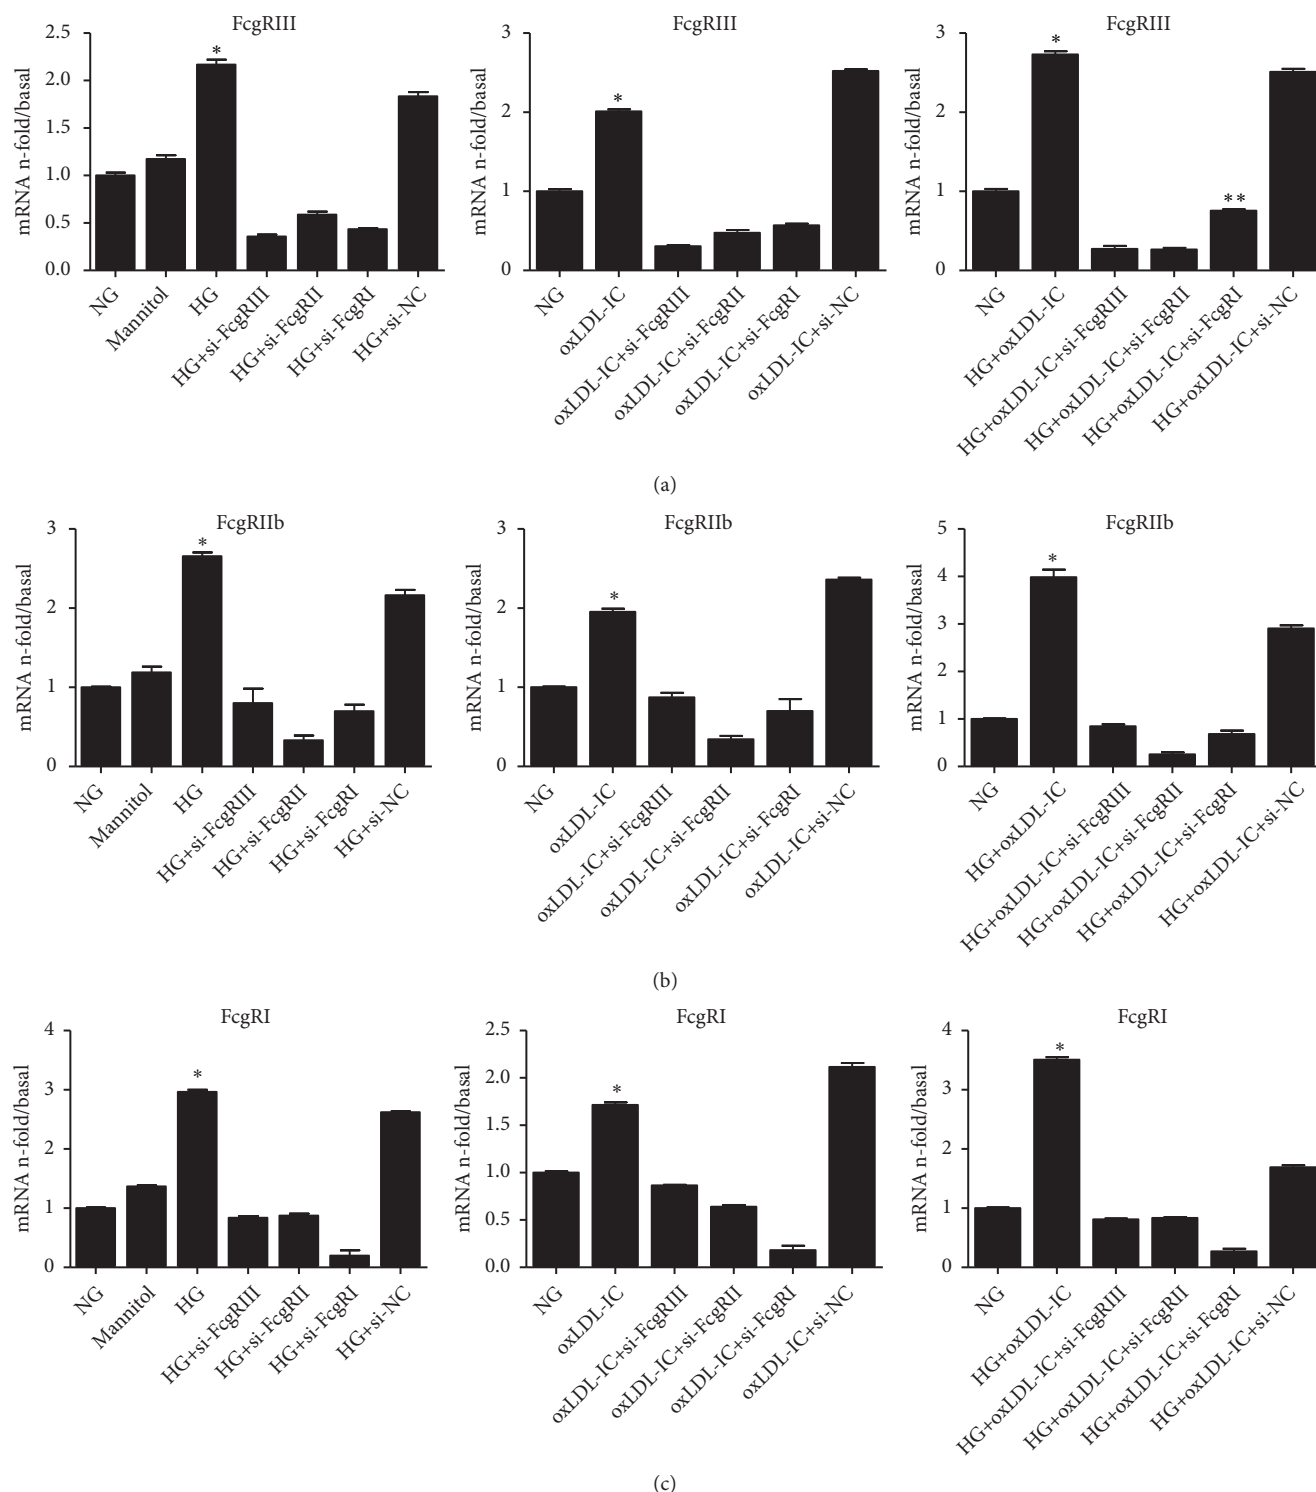 FcgRIII
mRNA n-fold/basal
2.5
2.0
1.5
1.0
0.5
0.0
*
NG
Mannitol
HG
HG+si-FcgRIII
HG+si-FcgRII
HG+si-FcgRI
HG+si-NC
FcgRIII
mRNA n-fold/basal
3
2
1
0
*
NG
oxLDL-IC
oxLDL-IC+si-FcgRIII
oxLDL-IC+si-FcgRII
oxLDL-IC+si-FcgRI
oxLDL-IC+si-NC
FcgRIII
mRNA n-fold/basal
3
2
1
0
*
**
NG
HG+oxLDL-IC
HG+oxLDL-IC+si-FcgRIII
HG+oxLDL-IC+si-FcgRII
HG+oxLDL-IC+si-FcgRI
HG+oxLDL-IC+si-NC
(a)
FcgRIIb
mRNA n-fold/basal
3
2
1
0
*
NG
Mannitol
HG
HG+si-FcgRIII
HG+si-FcgRII
HG+si-FcgRI
HG+si-NC
FcgRIIb
mRNA n-fold/basal
3
2
1
0
*
NG
oxLDL-IC
oxLDL-IC+si-FcgRIII
oxLDL-IC+si-FcgRII
oxLDL-IC+si-FcgRI
oxLDL-IC+si-NC
FcgRIIb
mRNA n-fold/basal
5
4
3
2
1
0
*
NG
HG+oxLDL-IC
HG+oxLDL-IC+si-FcgRIII
HG+oxLDL-IC+si-FcgRII
HG+oxLDL-IC+si-FcgRI
HG+oxLDL-IC+si-NC
(b)
FcgRI
mRNA n-fold/basal
4
3
2
1
0
*
NG
Mannitol
HG
HG+si-FcgRIII
HG+si-FcgRII
HG+si-FcgRI
HG+si-NC
FcgRI
mRNA n-fold/basal
2.5
2.0
1.5
1.0
0.5
0.0
*
NG
oxLDL-IC
oxLDL-IC+si-FcgRIII
oxLDL-IC+si-FcgRII
oxLDL-IC+si-FcgRI
oxLDL-IC+si-NC
FcgRI
mRNA n-fold/basal
4
3
2
1
0
*
NG
HG+oxLDL-IC
HG+oxLDL-IC+si-FcgRIII
HG+oxLDL-IC+si-FcgRII
HG+oxLDL-IC+si-FcgRI
HG+oxLDL-IC+si-NC
(c)